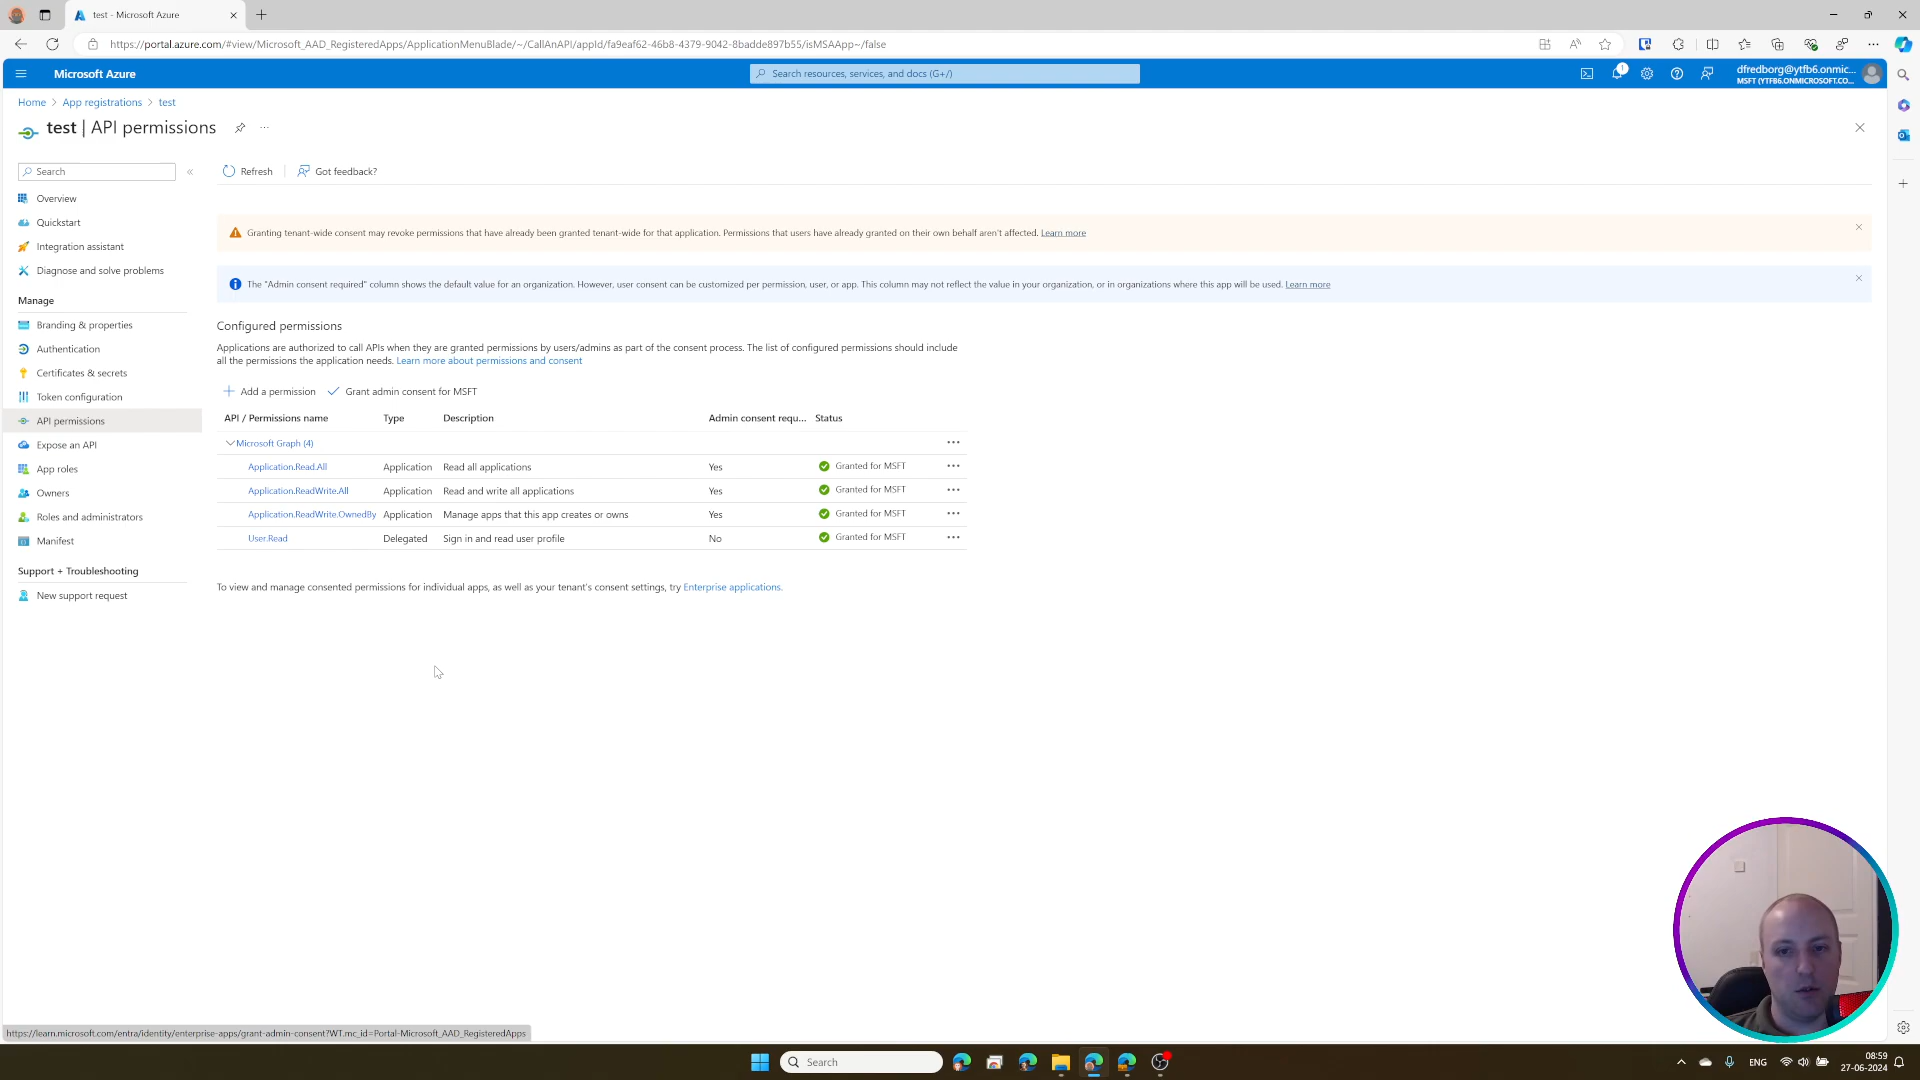 test - Microsoft Azure
https://portal.azure.com/#view/Microsoft_AAD_RegisteredApps/ApplicationMenuBlade/~/CallAnAPI/appId/fa9eaf62-46b8-4379-9042-8badde897b55/isMSAApp~/false
Microsoft Azure
Search resources, services, and docs (G+/)
1
dfredborg@ytfb6.onmic...
MSFT (YTFB6.ONMICROSOFT.CO...
Home > App registrations > test
test | API permissions
Search
Refresh
Got feedback?
Overview
Quickstart
Integration assistant
Diagnose and solve problems
Manage
Branding & properties
Authentication
Certificates & secrets
Token configuration
API permissions
Expose an API
App roles
Owners
Roles and administrators
Manifest
Support + Troubleshooting
New support request
Granting tenant-wide consent may revoke permissions that have already been granted tenant-wide for that application. Permissions that users have already granted on their own behalf aren't affected. Learn more
The "Admin consent required" column shows the default value for an organization. However, user consent can be customized per permission, user, or app. This column may not reflect the value in your organization, or in organizations where this app will be used. Learn more
Configured permissions
Applications are authorized to call APIs when they are granted permissions by users/admins as part of the consent process. The list of configured permissions should include
all the permissions the application needs. Learn more about permissions and consent
Add a permission
Grant admin consent for MSFT
API / Permissions name Type Description Admin consent requ... Status
Microsoft Graph (4)
Application.Read.All Application Read all applications Yes Granted for MSFT
Application.ReadWrite.All Application Read and write all applications Yes Granted for MSFT
Application.ReadWrite.OwnedBy Application Manage apps that this app creates or owns Yes Granted for MSFT
User.Read Delegated Sign in and read user profile No Granted for MSFT
To view and manage consented permissions for individual apps, as well as your tenant's consent settings, try Enterprise applications.
https://learn.microsoft.com/entra/identity/enterprise-apps/grant-admin-consent?WT.mc_id=Portal-Microsoft_AAD_RegisteredApps
Search
ENG
08:59
27-06-2024